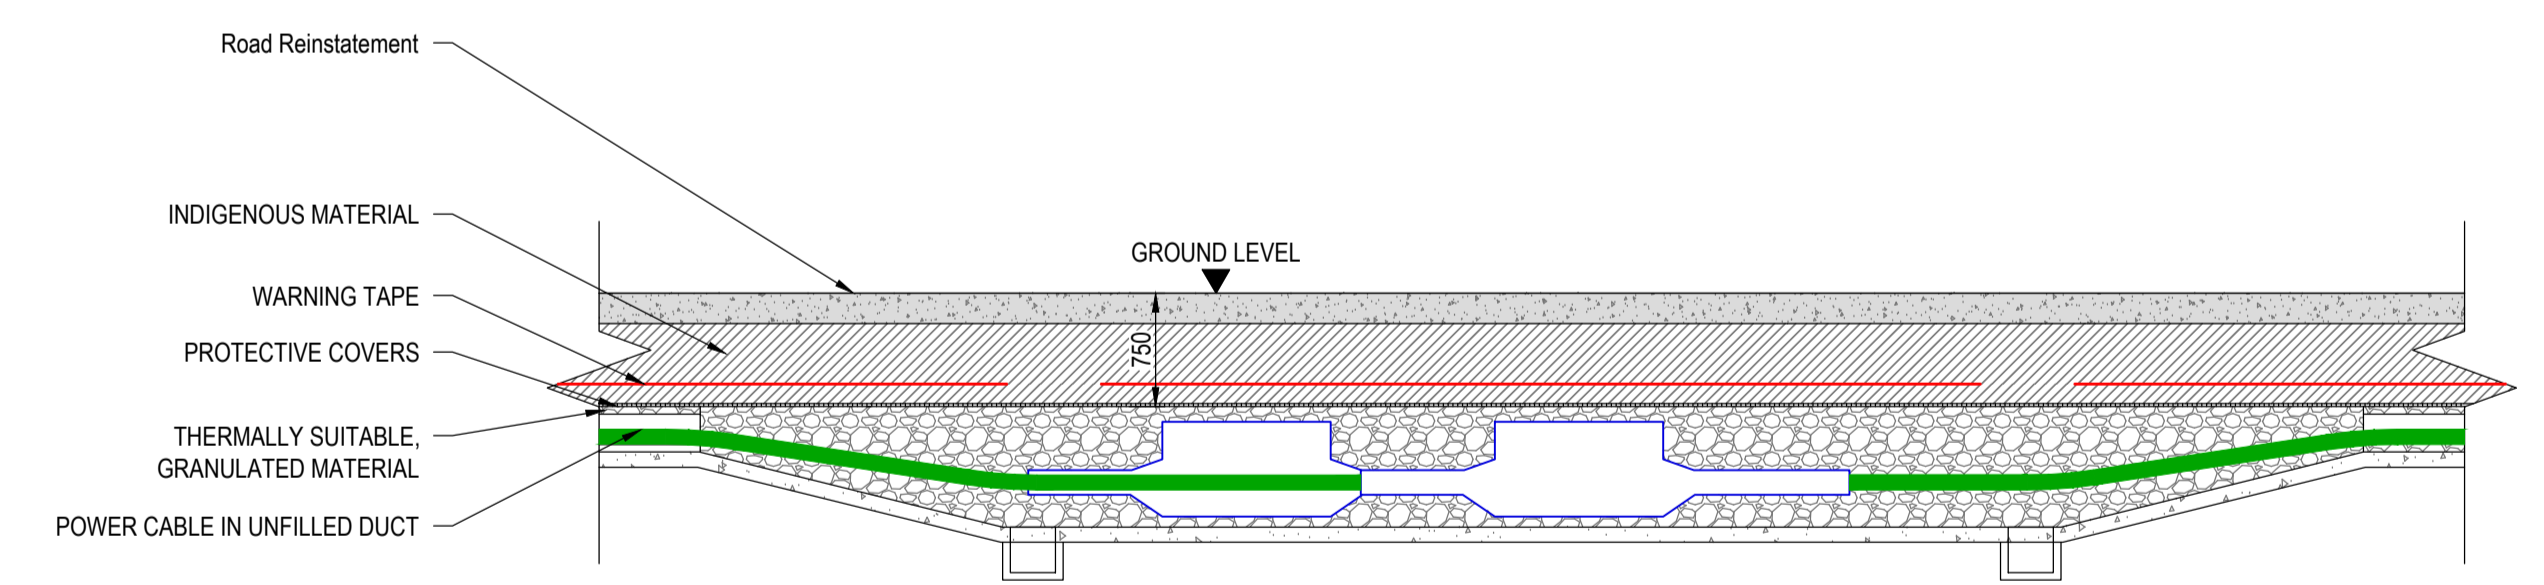 Road Reinstatement
INDIGENOUS MATERIAL
GROUND LEVEL
WARNING TAPE
PROTECTIVE COVERS
750
THERMALLY SUITABLE,
GRANULATED MATERIAL
POWER CABLE IN UNFILLED DUCT